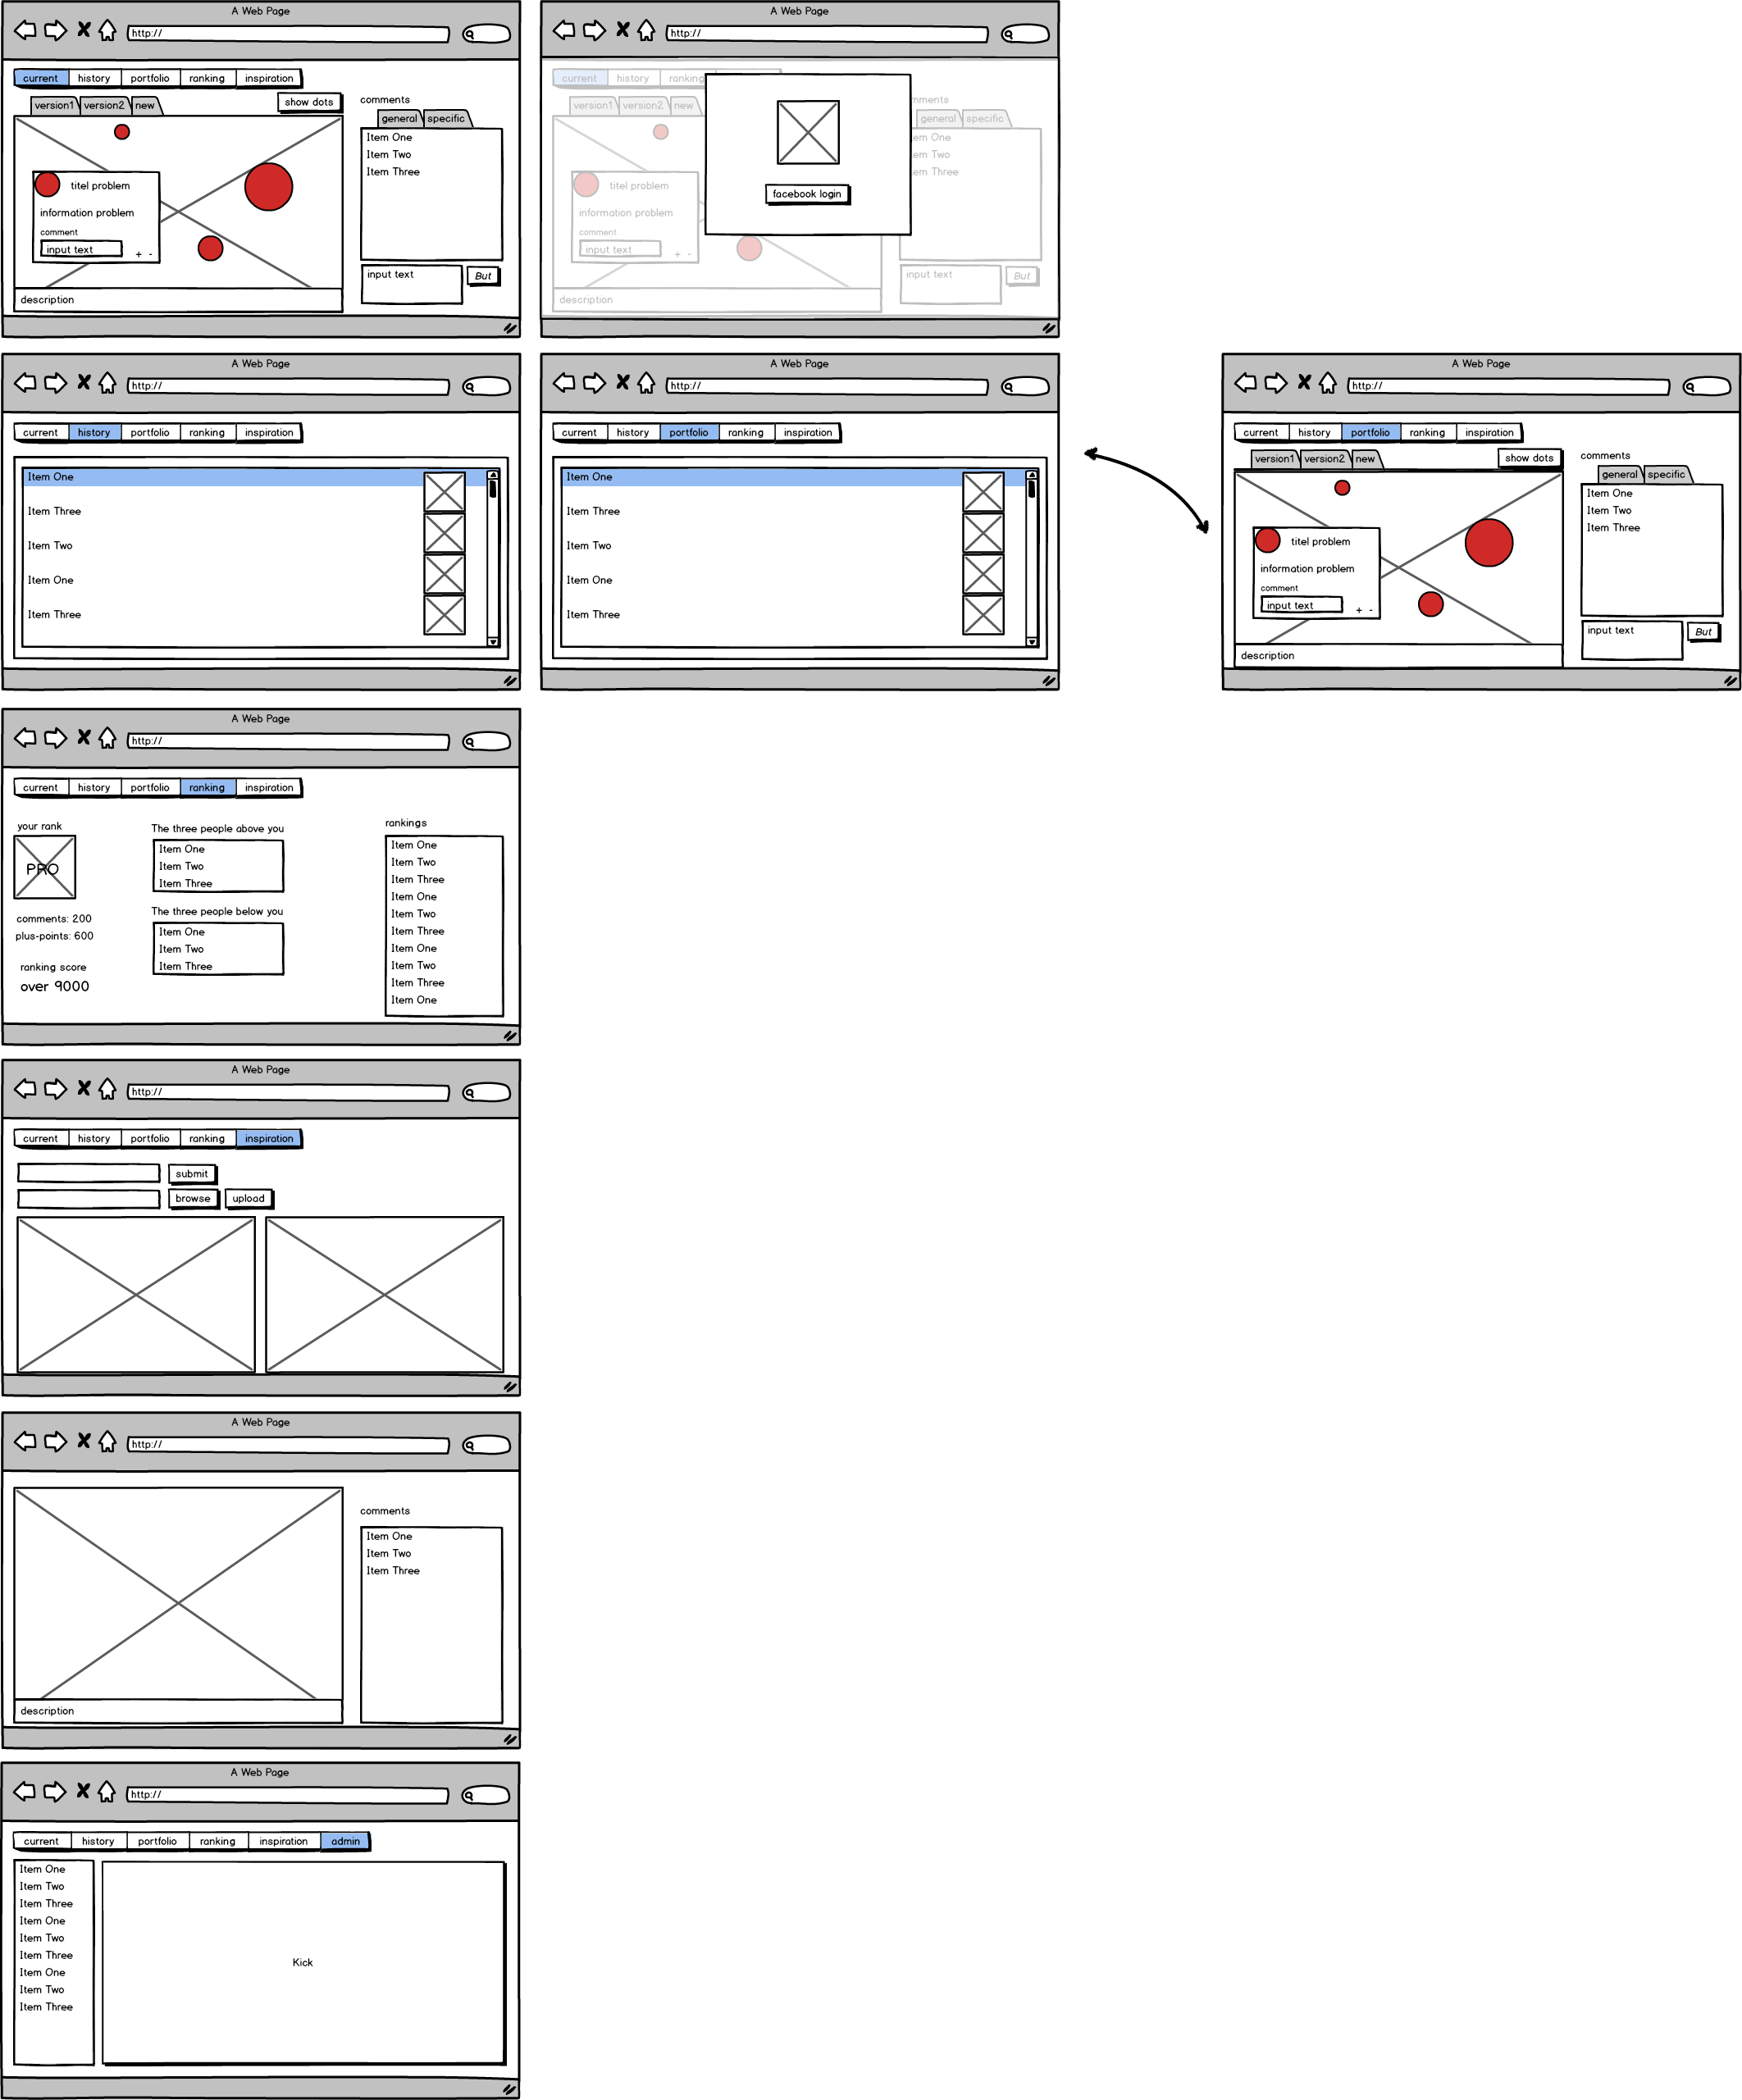 A Web Page
http://
current history portfolio ranking inspiration
version1 version2 new
show dots
titel problem
information problem
comment
input text
+ -
description
comments
general specific
Item One
Item Two
Item Three
input text
But
A Web Page
http://
current history ranking
version1 version2 new
titel problem
information problem
comment
input text
+ -
description
facebook login
mments
general specific
em One
em Two
em Three
input text
But
A Web Page
http://
current history portfolio ranking inspiration
Item One
Item Three
Item Two
Item One
Item Three
A Web Page
http://
current history portfolio ranking inspiration
Item One
Item Three
Item Two
Item One
Item Three
A Web Page
http://
current history portfolio ranking inspiration
version1 version2 new
show dots
titel problem
information problem
comment
input text
+ -
description
comments
general specific
Item One
Item Two
Item Three
input text
But
A Web Page
http://
current history portfolio ranking inspiration
your rank
PRO
comments: 200
plus-points: 600
ranking score
over 9000
The three people above you
Item One
Item Two
Item Three
The three people below you
Item One
Item Two
Item Three
rankings
Item One
Item Two
Item Three
Item One
Item Two
Item Three
Item One
Item Two
Item Three
Item One
A Web Page
http://
current history portfolio ranking inspiration
submit
browse upload
A Web Page
http://
description
comments
Item One
Item Two
Item Three
A Web Page
http://
current history portfolio ranking inspiration admin
Item One
Item Two
Item Three
Item One
Item Two
Item Three
Item One
Item Two
Item Three
Kick